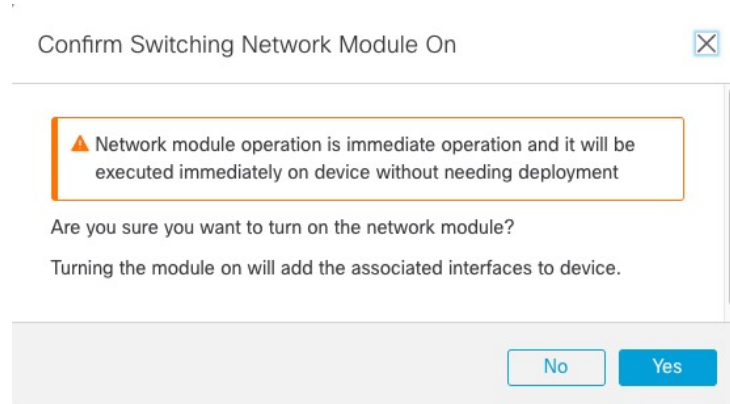 Confirm Switching Network Module On
Network module operation is immediate operation and it will be
executed immediately on device without needing deployment
Are you sure you want to turn on the network module?
Turning the module on will add the associated interfaces to device.
No
Yes